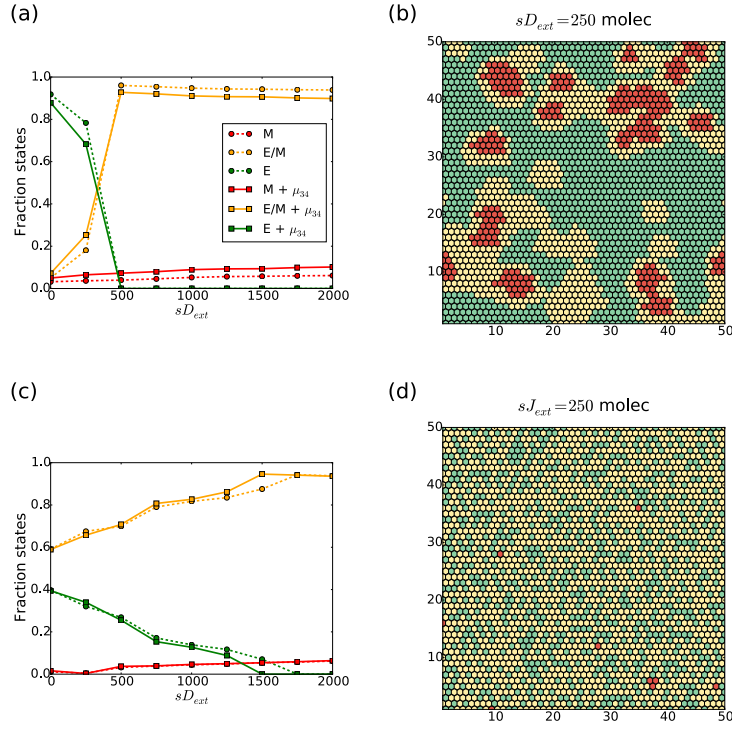 (a)
Fraction states
1.0
0.8
0.6
0.4
0.2
0.0
M
E/M
E
M + μ₃₄
E/M + μ₃₄
E + μ₃₄
0 500 1000 1500 2000
sD_ext
(b)
sD_ext = 250 molec
50
40
30
20
10
10 20 30 40 50
(c)
Fraction states
1.0
0.8
0.6
0.4
0.2
0.0
0 500 1000 1500 2000
sD_ext
(d)
sJ_ext = 250 molec
50
40
30
20
10
10 20 30 40 50